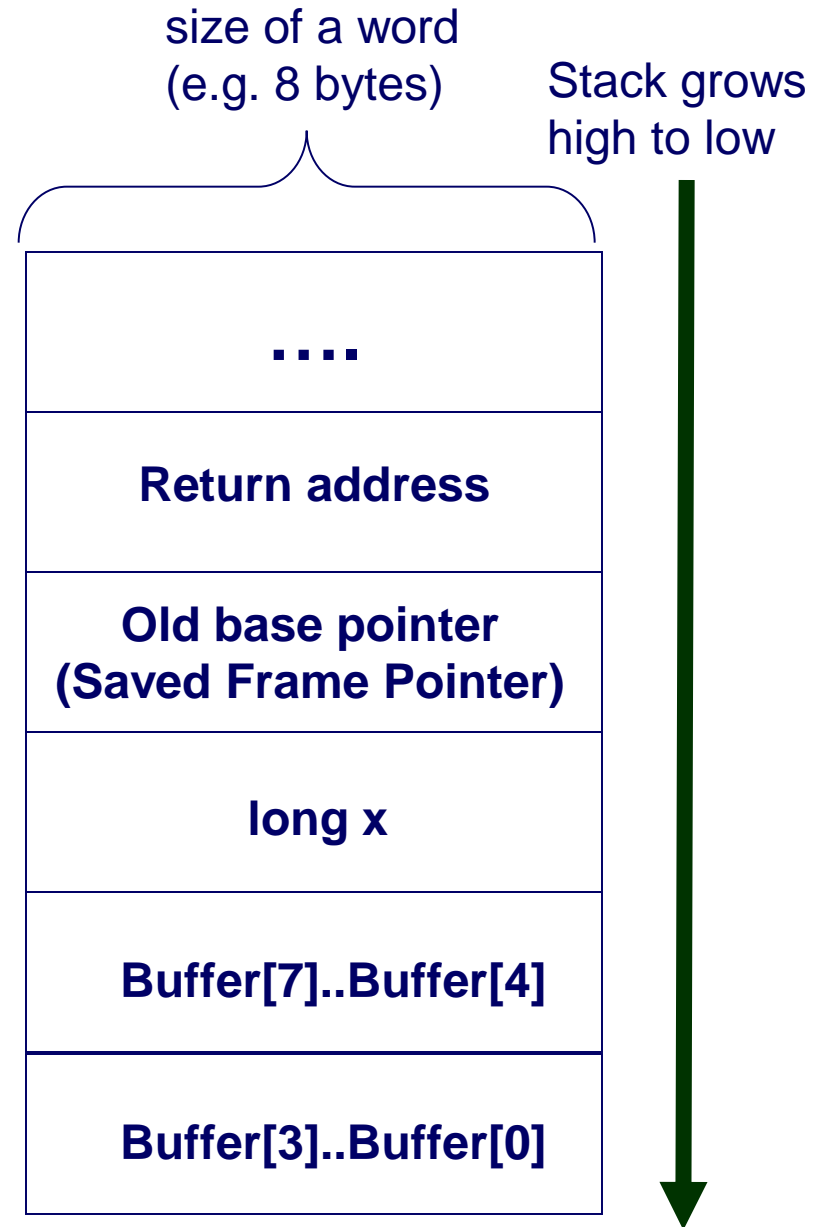 size of a word
(e.g. 8 bytes)
Stack grows
high to low
....
Return address
Old base pointer
(Saved Frame Pointer)
long x
Buffer[7]..Buffer[4]
Buffer[3]..Buffer[0]